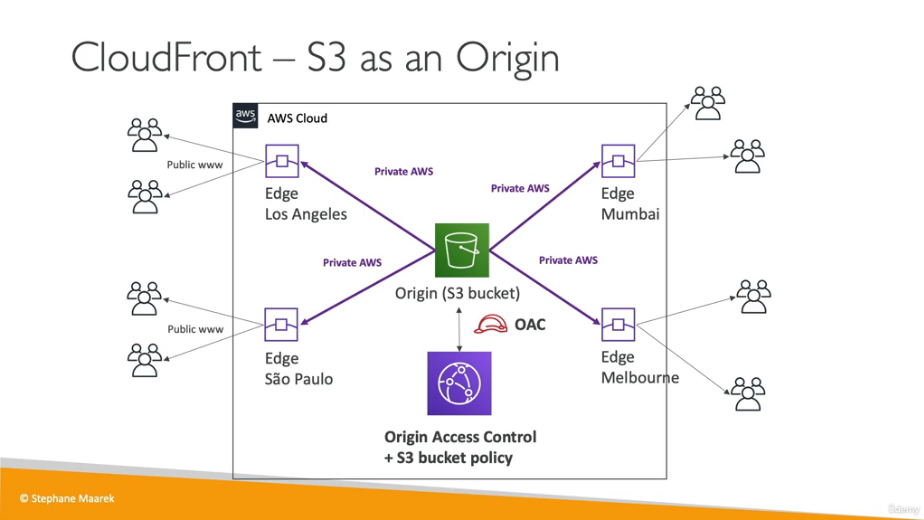 CloudFront – S3 as an Origin
aws
AWS Cloud
Public www
Edge
Los Angeles
Private AWS
Private AWS
Edge
Mumbai
Private AWS
Private AWS
Origin (S3 bucket)
OAC
Public www
Edge
São Paulo
Edge
Melbourne
Origin Access Control
+ S3 bucket policy
© Stephane Maarek
Udemy